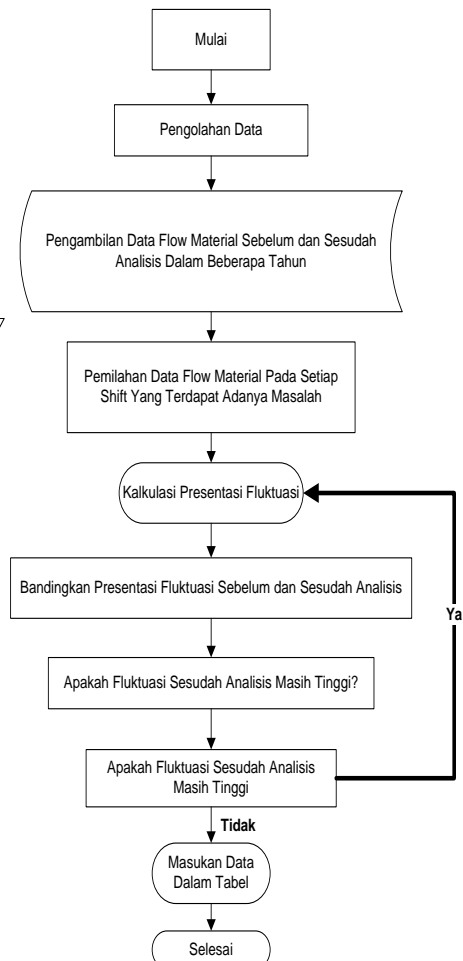 Mulai
Pengolahan Data
Pengambilan Data Flow Material Sebelum dan Sesudah
Analisis Dalam Beberapa Tahun
7
Pemilahan Data Flow Material Pada Setiap
Shift Yang Terdapat Adanya Masalah
Kalkulasi Presentasi Fluktuasi
Bandingkan Presentasi Fluktuasi Sebelum dan Sesudah Analisis
Ya
Apakah Fluktuasi Sesudah Analisis Masih Tinggi?
Apakah Fluktuasi Sesudah Analisis
Masih Tinggi
Tidak
Masukan Data
Dalam Tabel
Selesai